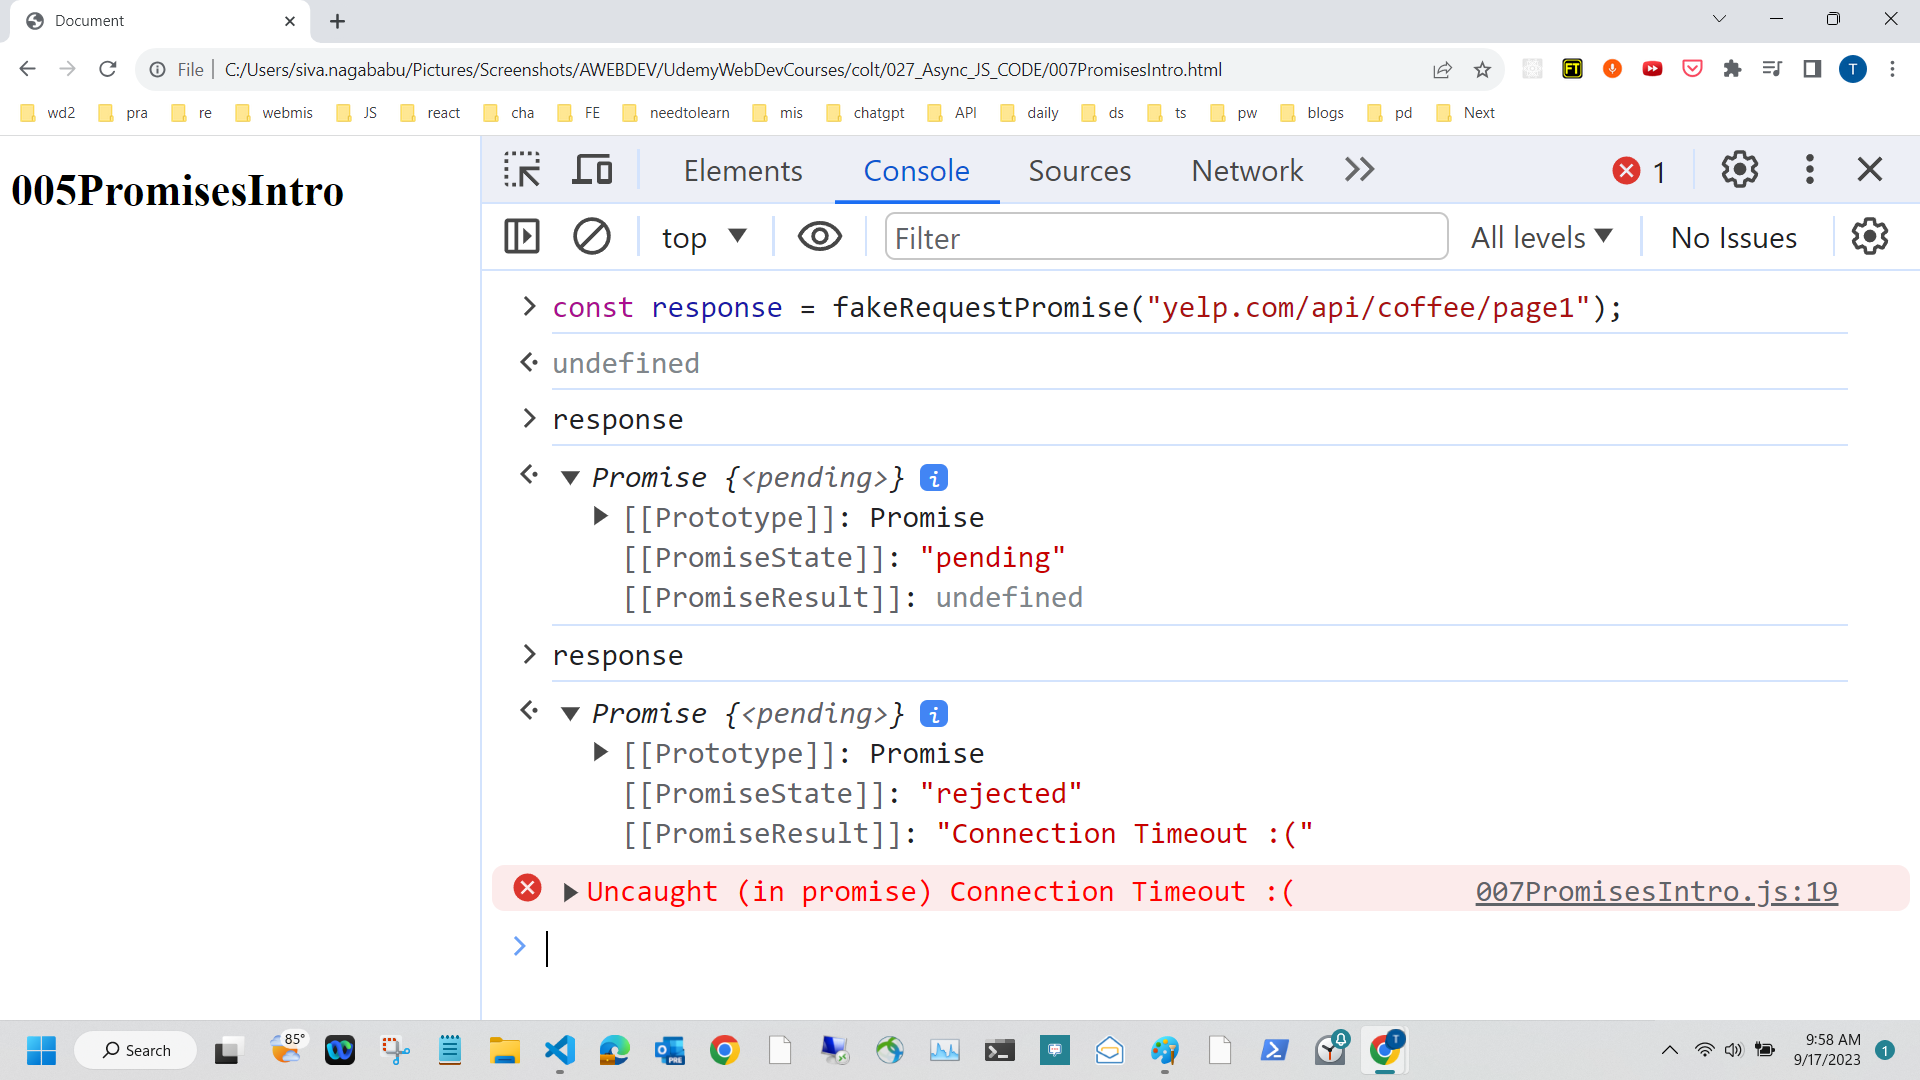 Document
File C:/Users/siva.nagababu/Pictures/Screenshots/AWEBDEV/UdemyWebDevCourses/colt/027_Async_JS_CODE/007PromisesIntro.html
FT
T
wd2 pra re webmis JS react cha FE needtolearn mis chatgpt API daily ds ts pw blogs pd Next
005PromisesIntro
Elements Console Sources Network 1
top Filter All levels No Issues
const response = fakeRequestPromise("yelp.com/api/coffee/page1");
undefined
response
Promise {<pending>} i
[[Prototype]]: Promise
[[PromiseState]]: "pending"
[[PromiseResult]]: undefined
response
Promise {<pending>} i
[[Prototype]]: Promise
[[PromiseState]]: "rejected"
[[PromiseResult]]: "Connection Timeout :("
Uncaught (in promise) Connection Timeout :( 007PromisesIntro.js:19
Search
85°
PRE
T
9:58 AM
9/17/2023
1